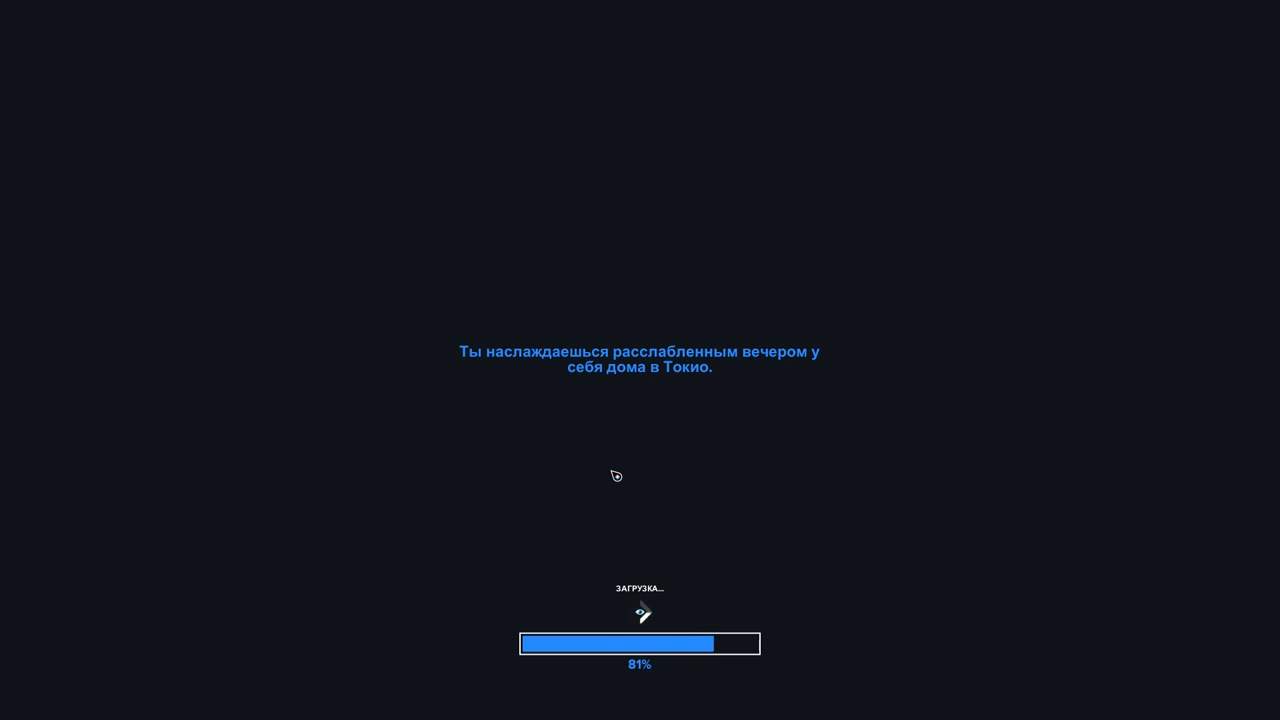 Ты наслаждаешься расслабленным вечером у
себя дома в Токио.
ЗАГРУЗКА...
81%